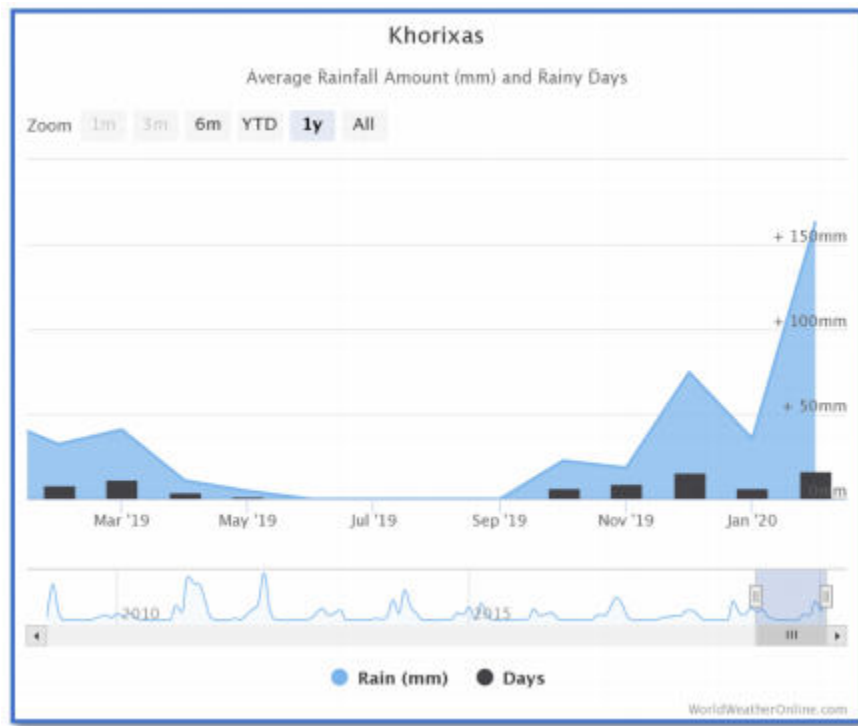 Khorixas
Average Rainfall Amount (mm) and Rainy Days
Zoom 1m 3m 6m YTD 1y All
+ 150mm
+ 100mm
+ 50mm
0mm
Mar '19 May '19 Jul '19 Sep '19 Nov '19 Jan '20
2010 2015
Rain (mm) Days
WorldWeatherOnline.com